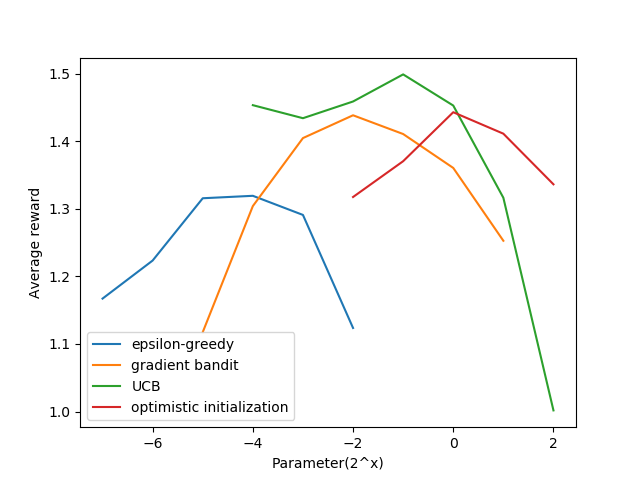 1.5
1.4
1.3
1.2
1.1
1.0
Average reward
epsilon-greedy
gradient bandit
UCB
optimistic initialization
−6 −4 −2 0 2
Parameter(2^x)